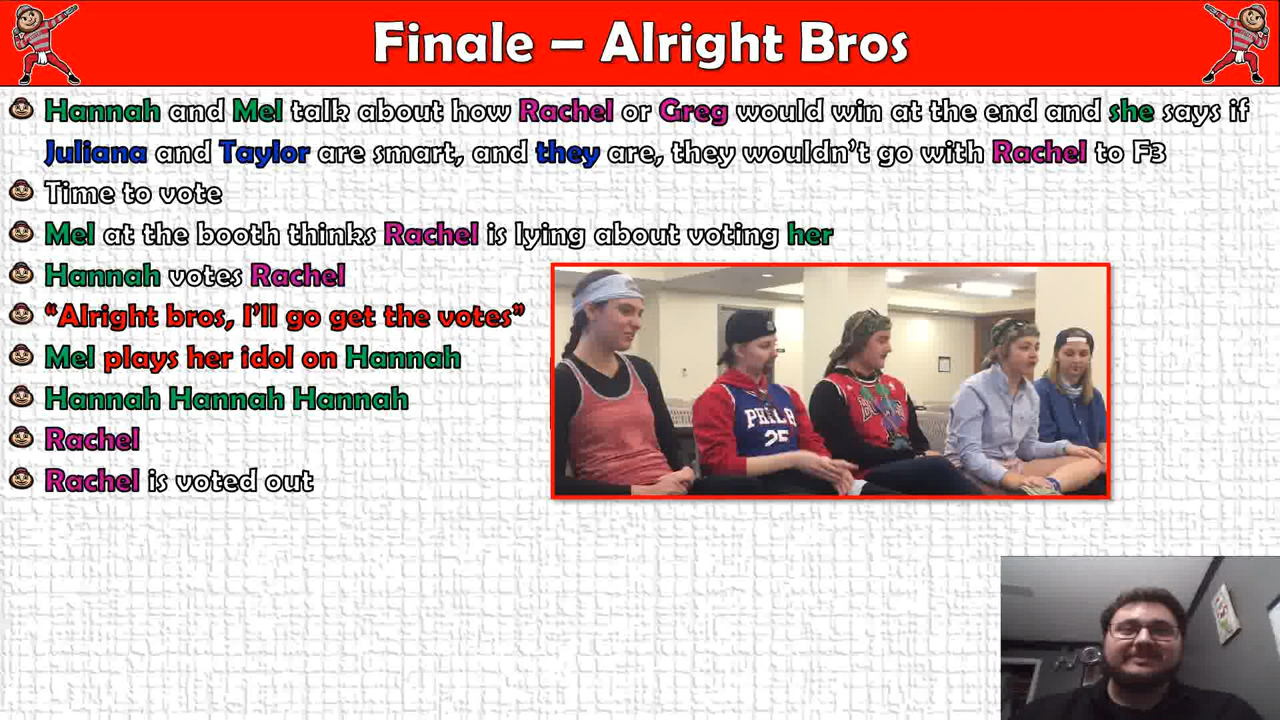 Finale – Alright Bros
Hannah and Mel talk about how Rachel or Greg would win at the end and she says if
Juliana and Taylor are smart, and they are, they wouldn't go with Rachel to F3
Time to vote
Mel at the booth thinks Rachel is lying about voting her
Hannah votes Rachel
“Alright bros, I'll go get the votes”
Mel plays her idol on Hannah
Hannah Hannah Hannah
Rachel
Rachel is voted out
PHILA
25